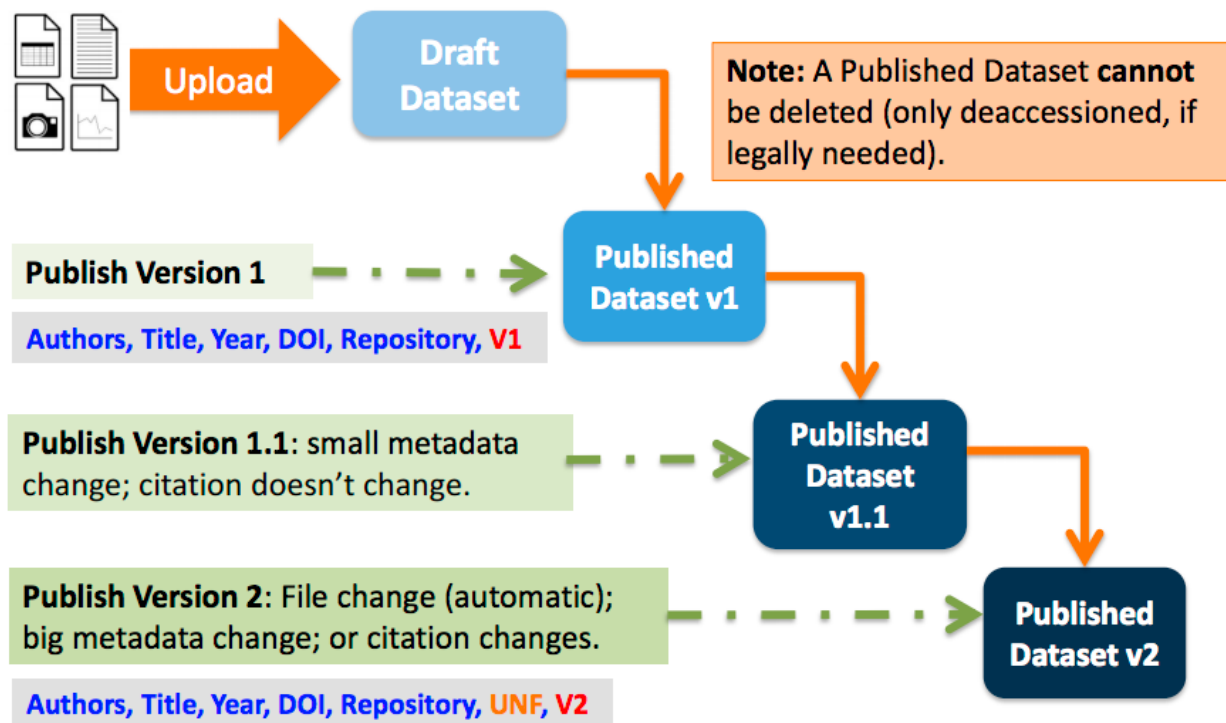 Upload
Draft
Dataset
Note: A Published Dataset cannot
be deleted (only deaccessioned, if
legally needed).
Publish Version 1
Published
Dataset v1
Authors, Title, Year, DOI, Repository, V1
Publish Version 1.1: small metadata
change; citation doesn’t change.
Published
Dataset
v1.1
Publish Version 2: File change (automatic);
big metadata change; or citation changes.
Published
Dataset v2
Authors, Title, Year, DOI, Repository, UNF, V2